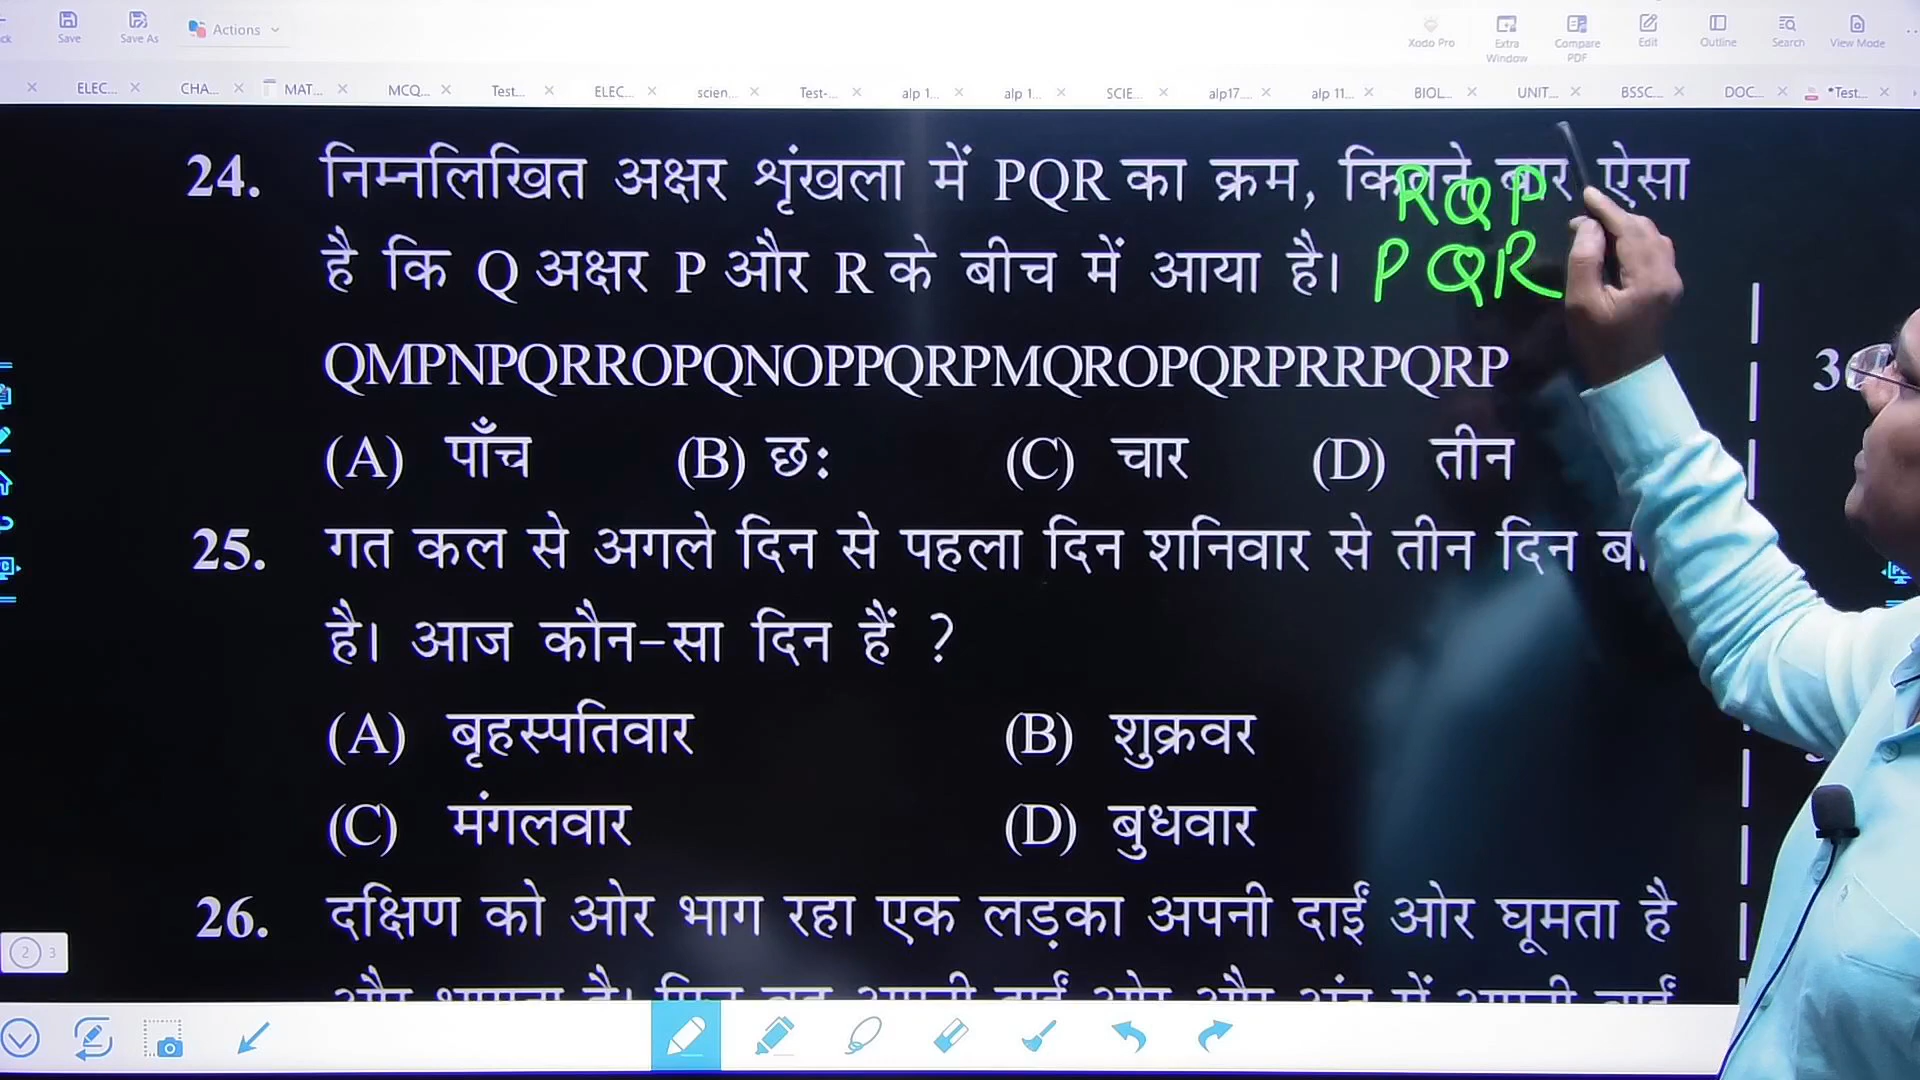 Save
Save As
Actions
Xodo Pro
Extra Window
Compare PDF
Edit
Outline
Search
View Mode
ELEC...
CHA...
MAT...
MCQ...
Test...
ELEC...
scien...
Test-...
alp 1...
alp 1...
SCIE...
alp17....
alp 11...
BIOL...
UNIT...
BSSC...
DOC...
*Test...
24. निम्नलिखित अक्षर शृंखला में PQR का क्रम, कितने बार ऐसा
RQP
है कि Q अक्षर P और R के बीच में आया है।
PQR
QMPNPQRROPQNOPPQRPMQROPQRPRRPQRP
(A) पाँच (B) छः (C) चार (D) तीन
25. गत कल से अगले दिन से पहला दिन शनिवार से तीन दिन
है। आज कौन-सा दिन हैं ?
(A) बृहस्पतिवार (B) शुक्रवर
(C) मंगलवार (D) बुधवार
26. दक्षिण को ओर भाग रहा एक लड़का अपनी दाईं ओर घूमता है
2 3